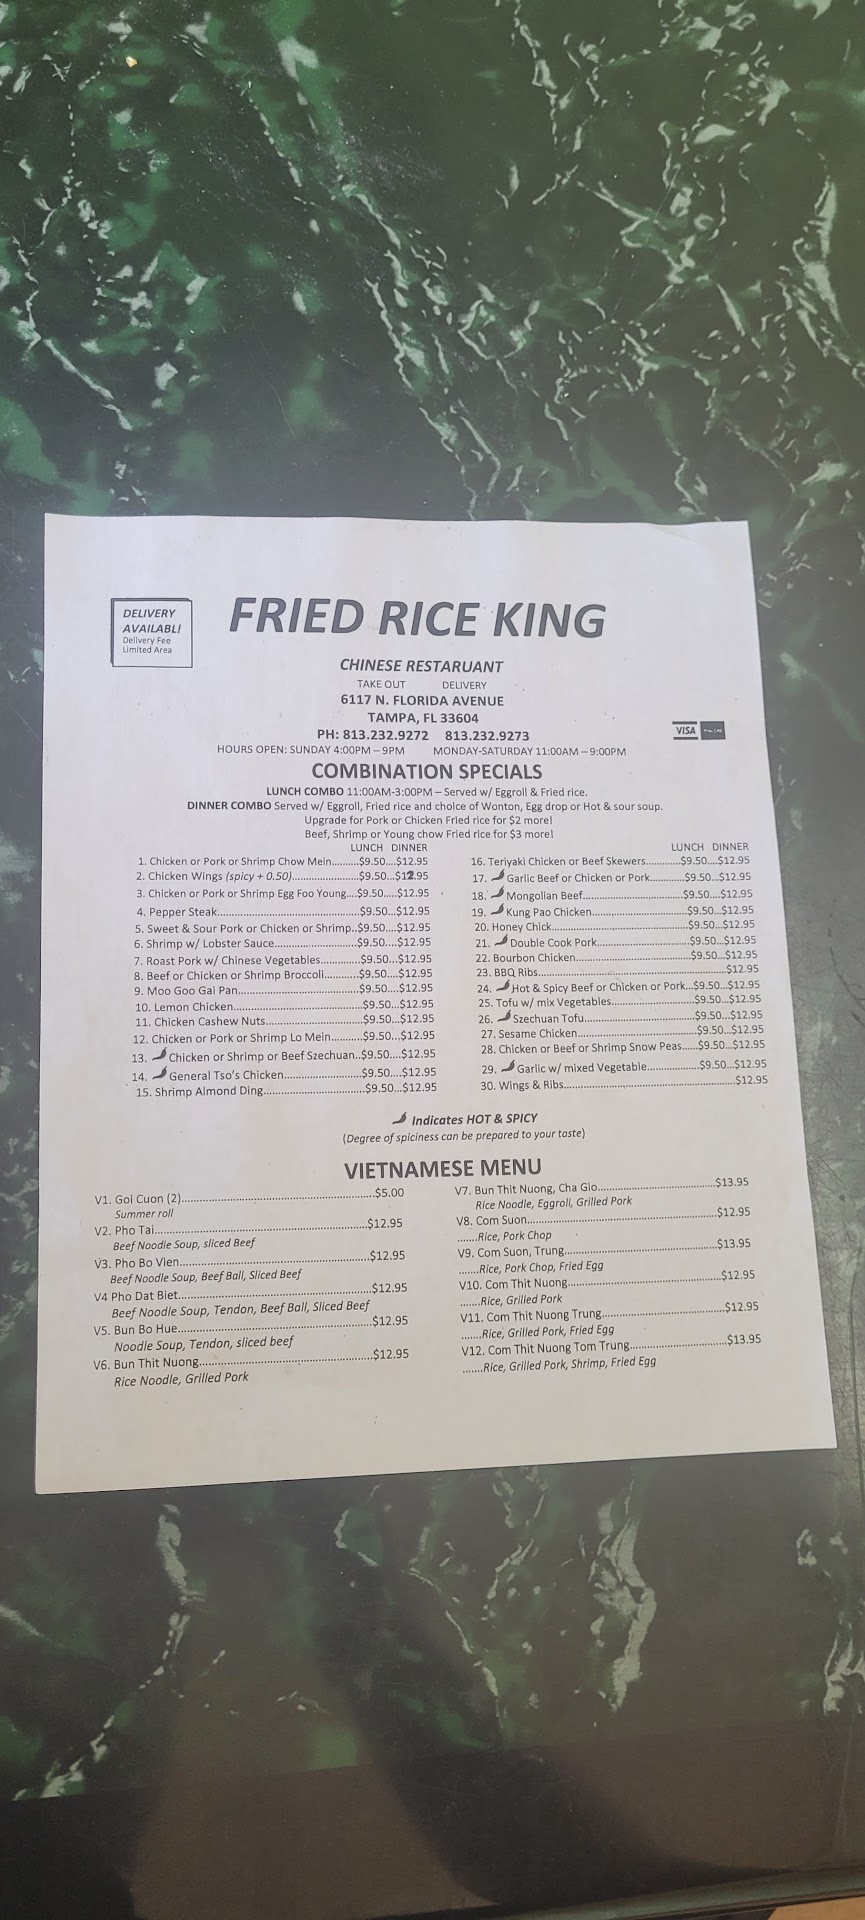 DELIVERY
AVAILABL!
Delivery Fee
Limited Area
FRIED RICE KING
CHINESE RESTARUANT
TAKE OUT DELIVERY
6117 N. FLORIDA AVENUE
TAMPA, FL 33604
PH: 813.232.9272 813.232.9273
VISA
HOURS OPEN: SUNDAY 4:00PM – 9PM MONDAY-SATURDAY 11:00AM – 9:00PM
COMBINATION SPECIALS
LUNCH COMBO 11:00AM-3:00PM – Served w/ Eggroll & Fried rice.
DINNER COMBO Served w/ Eggroll, Fried rice and choice of Wonton, Egg drop or Hot & sour soup.
Upgrade for Pork or Chicken Fried rice for $2 more!
Beef, Shrimp or Young chow Fried rice for $3 more!
LUNCH DINNER
1. Chicken or Pork or Shrimp Chow Mein..........$9.50....$12.95
2. Chicken Wings (spicy + 0.50)....................$9.50...$12.95
3. Chicken or Pork or Shrimp Egg Foo Young....$9.50.....$12.95
4. Pepper Steak...........................................$9.50...$12.95
5. Sweet & Sour Pork or Chicken or Shrimp..$9.50....$12.95
6. Shrimp w/ Lobster Sauce.........................$9.50....$12.95
7. Roast Pork w/ Chinese Vegetables............$9.50...$12.95
8. Beef or Chicken or Shrimp Broccoli...........$9.50...$12.95
9. Moo Goo Gai Pan....................................$9.50....$12.95
10. Lemon Chicken.......................................$9.50...$12.95
11. Chicken Cashew Nuts..............................$9.50...$12.95
12. Chicken or Pork or Shrimp Lo Mein..........$9.50...$12.95
13. Chicken or Shrimp or Beef Szechuan..$9.50....$12.95
14. General Tso's Chicken.......................$9.50....$12.95
15. Shrimp Almond Ding...............................$9.50...$12.95
LUNCH DINNER
16. Teriyaki Chicken or Beef Skewers............$9.50....$12.95
17. Garlic Beef or Chicken or Pork..........$9.50...$12.95
18. Mongolian Beef.............................$9.50....$12.95
19. Kung Pao Chicken...........................$9.50...$12.95
20. Honey Chick..........................................$9.50...$12.95
21. Double Cook Pork............................$9.50...$12.95
22. Bourbon Chicken...................................$9.50...$12.95
23. BBQ Ribs.......................................................$12.95
24. Hot & Spicy Beef or Chicken or Pork...$9.50...$12.95
25. Tofu w/ mix Vegetables.........................$9.50...$12.95
26. Szechuan Tofu.................................$9.50...$12.95
27. Sesame Chicken....................................$9.50...$12.95
28. Chicken or Beef or Shrimp Snow Peas.....$9.50...$12.95
29. Garlic w/ mixed Vegetable................$9.50...$12.95
30. Wings & Ribs...................................................$12.95
Indicates HOT & SPICY
(Degree of spiciness can be prepared to your taste)
VIETNAMESE MENU
V1. Goi Cuon (2)..........................................................$5.00
Summer roll
V2. Pho Tai................................................................$12.95
Beef Noodle Soup, sliced Beef
V3. Pho Bo Vien.........................................................$12.95
Beef Noodle Soup, Beef Ball, Sliced Beef
V4 Pho Dat Biet..........................................................$12.95
Beef Noodle Soup, Tendon, Beef Ball, Sliced Beef
V5. Bun Bo Hue..........................................................$12.95
Noodle Soup, Tendon, sliced beef
V6. Bun Thit Nuong....................................................$12.95
Rice Noodle, Grilled Pork
V7. Bun Thit Nuong, Cha Gio...................................$13.95
Rice Noodle, Eggroll, Grilled Pork
V8. Com Suon........................................................$12.95
.......Rice, Pork Chop
V9. Com Suon, Trung..............................................$13.95
.......Rice, Pork Chop, Fried Egg
V10. Com Thit Nuong..............................................$12.95
.......Rice, Grilled Pork
V11. Com Thit Nuong Trung.....................................$12.95
.......Rice, Grilled Pork, Fried Egg
V12. Com Thit Nuong Tom Trung.............................$13.95
.......Rice, Grilled Pork, Shrimp, Fried Egg